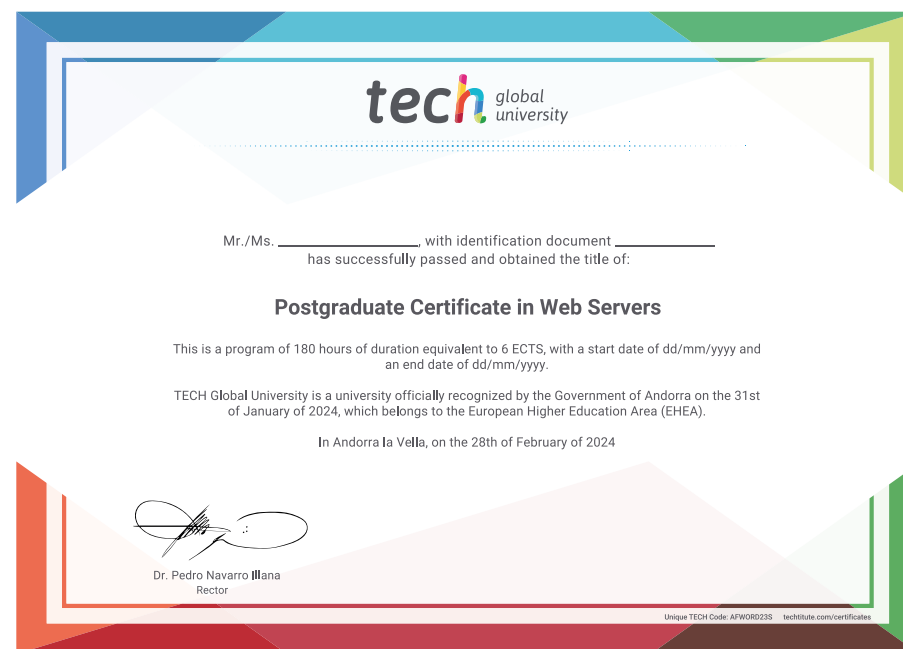 tech global university
Mr./Ms. ____________________, with identification document ______________
has successfully passed and obtained the title of:
Postgraduate Certificate in Web Servers
This is a program of 180 hours of duration equivalent to 6 ECTS, with a start date of dd/mm/yyyy and
an end date of dd/mm/yyyy.
TECH Global University is a university officially recognized by the Government of Andorra on the 31st
of January of 2024, which belongs to the European Higher Education Area (EHEA).
In Andorra la Vella, on the 28th of February of 2024
Dr. Pedro Navarro Illana
Rector
Unique TECH Code: AFWORD23S techtitute.com/certificates